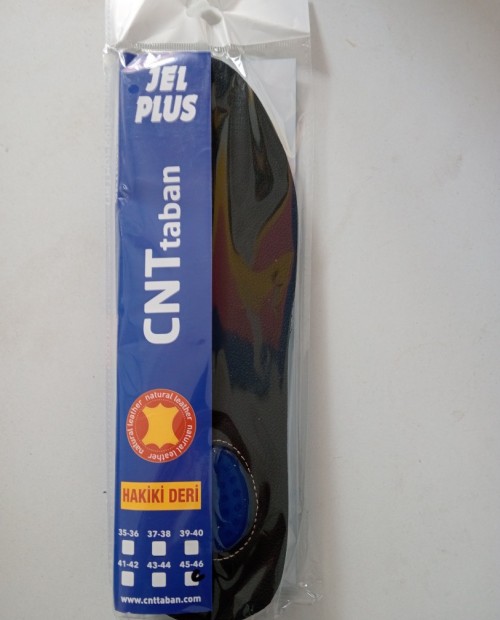 JEL
PLUS
CNTtaban
natural leather natural leather natural leather
HAKİKİ DERİ
35-36 37-38 39-40
41-42 43-44 45-46
www.cnttaban.com